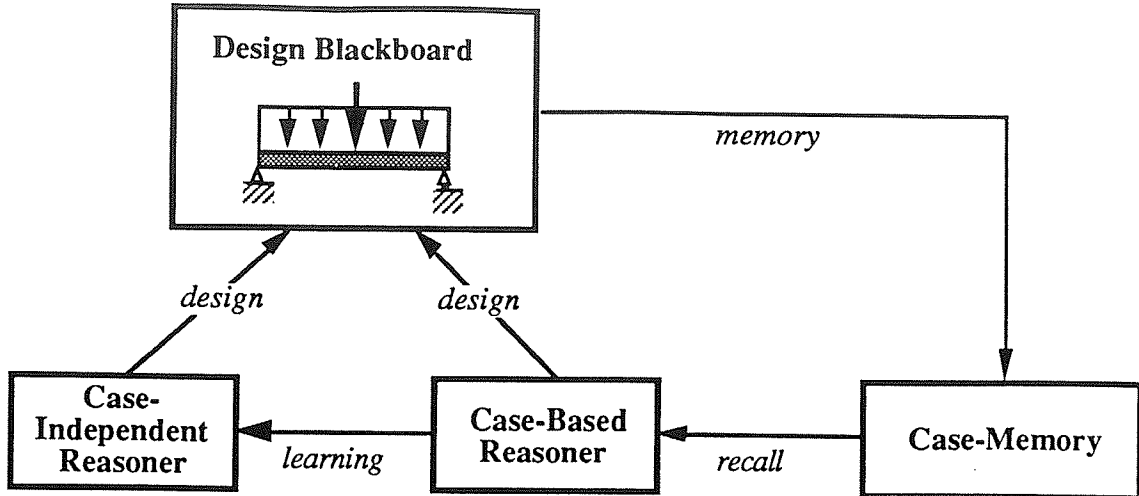 Design Blackboard
memory
design
design
Case-
Independent
Reasoner
learning
Case-Based
Reasoner
recall
Case-Memory